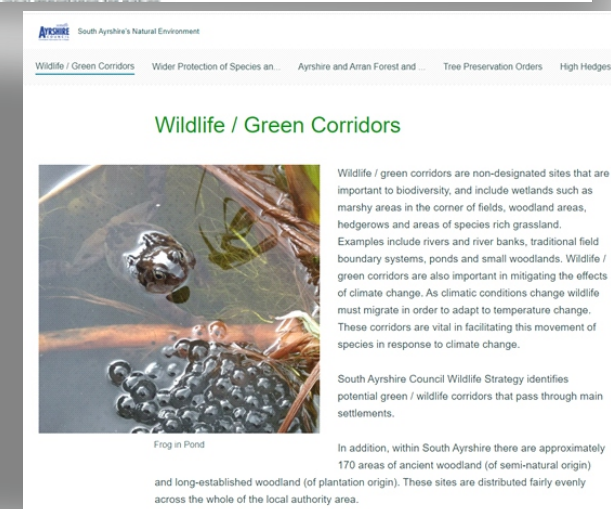 South
AYRSHIRE
COUNCIL
South Ayrshire's Natural Environment
Wildlife / Green Corridors Wider Protection of Species an... Ayrshire and Arran Forest and ... Tree Preservation Orders High Hedges
Wildlife / Green Corridors
Wildlife / green corridors are non-designated sites that are
important to biodiversity, and include wetlands such as
marshy areas in the corner of fields, woodland areas,
hedgerows and areas of species rich grassland.
Examples include rivers and river banks, traditional field
boundary systems, ponds and small woodlands. Wildlife /
green corridors are also important in mitigating the effects
of climate change. As climatic conditions change wildlife
must migrate in order to adapt to temperature change.
These corridors are vital in facilitating this movement of
species in response to climate change.
South Ayrshire Council Wildlife Strategy identifies
potential green / wildlife corridors that pass through main
settlements.
Frog in Pond
In addition, within South Ayrshire there are approximately
170 areas of ancient woodland (of semi-natural origin)
and long-established woodland (of plantation origin). These sites are distributed fairly evenly
across the whole of the local authority area.